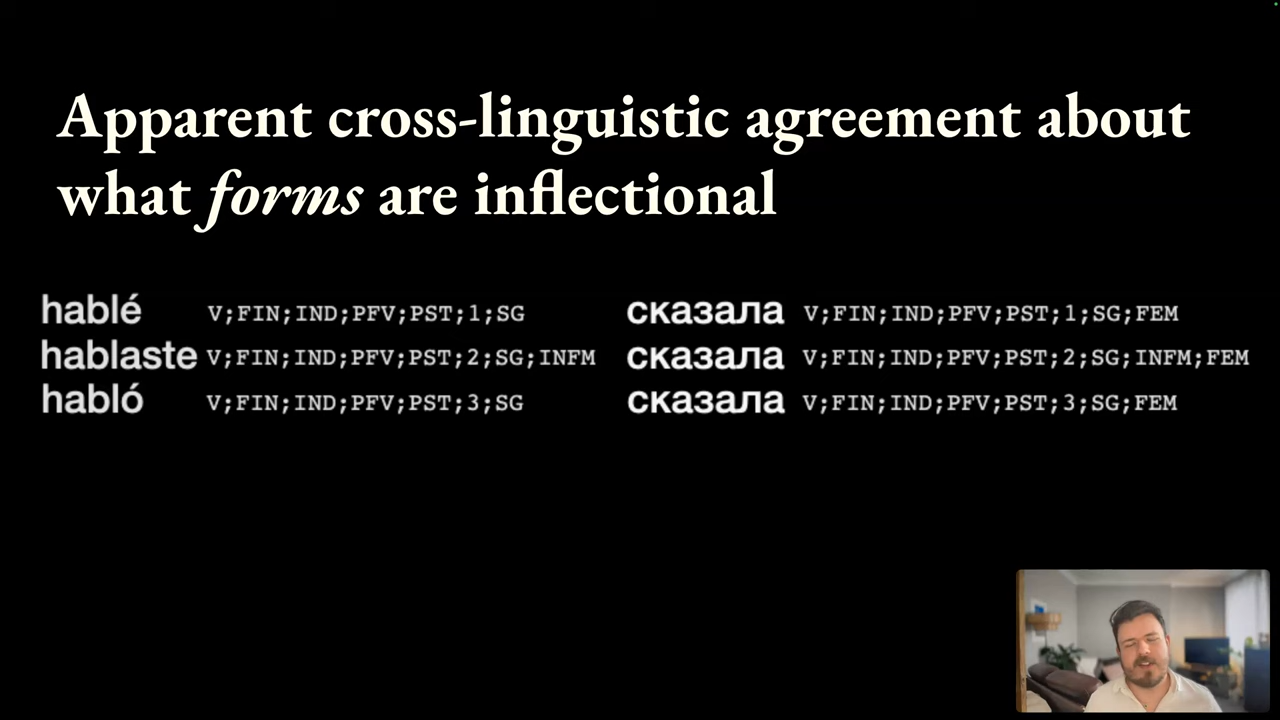 Apparent cross-linguistic agreement about
what forms are inflectional
hablé V;FIN;IND;PFV;PST;1;SG
hablaste V;FIN;IND;PFV;PST;2;SG;INFM
habló V;FIN;IND;PFV;PST;3;SG
сказала V;FIN;IND;PFV;PST;1;SG;FEM
сказала V;FIN;IND;PFV;PST;2;SG;INFM;FEM
сказала V;FIN;IND;PFV;PST;3;SG;FEM